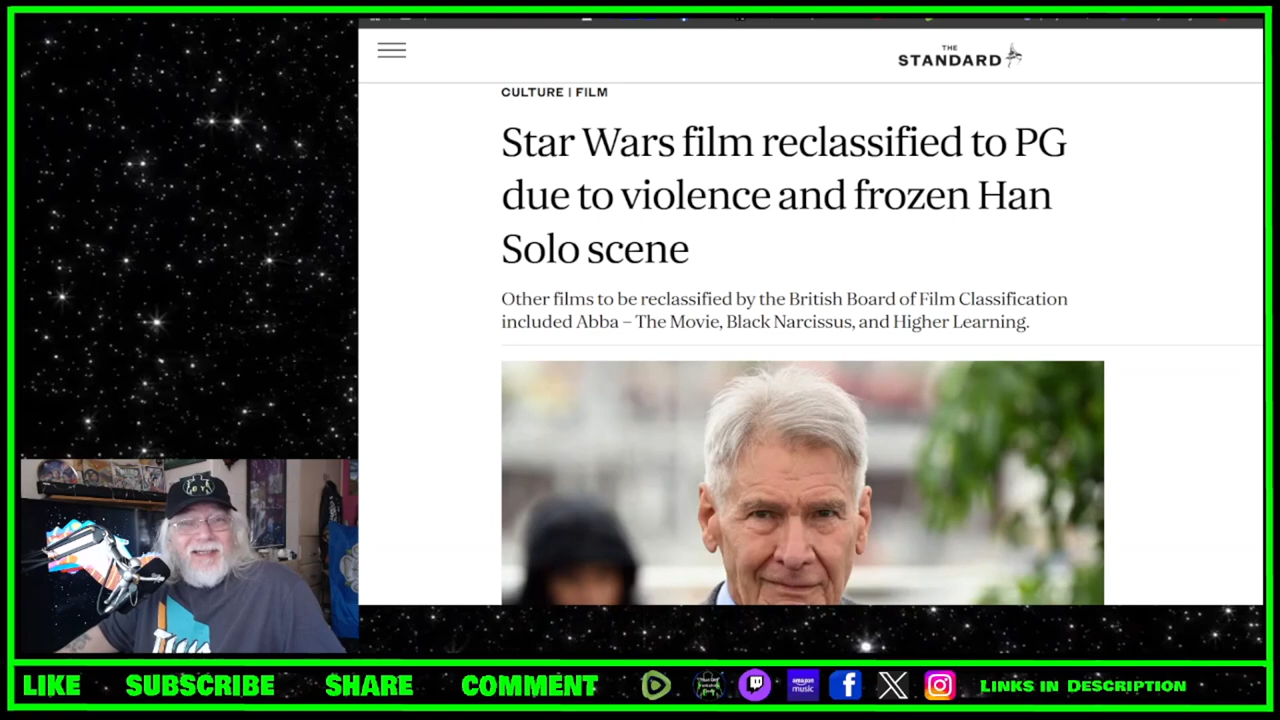 THE
STANDARD
CULTURE | FILM
Star Wars film reclassified to PG
due to violence and frozen Han
Solo scene
Other films to be reclassified by the British Board of Film Classification
included Abba – The Movie, Black Narcissus, and Higher Learning.
LIKE
SUBSCRIBE
SHARE
COMMENT
amazon
music
LINKS IN DESCRIPTION